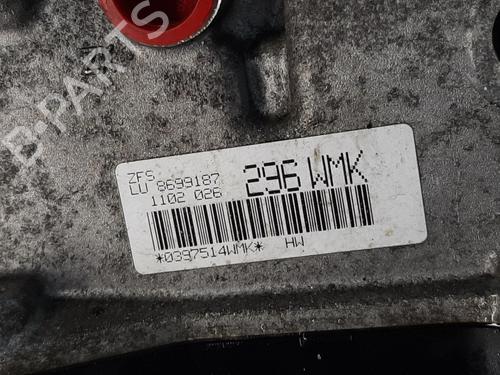 B-PARTS
ZFS
LU 8699187 296 WMK
1102 026
*0397514WMK* HW